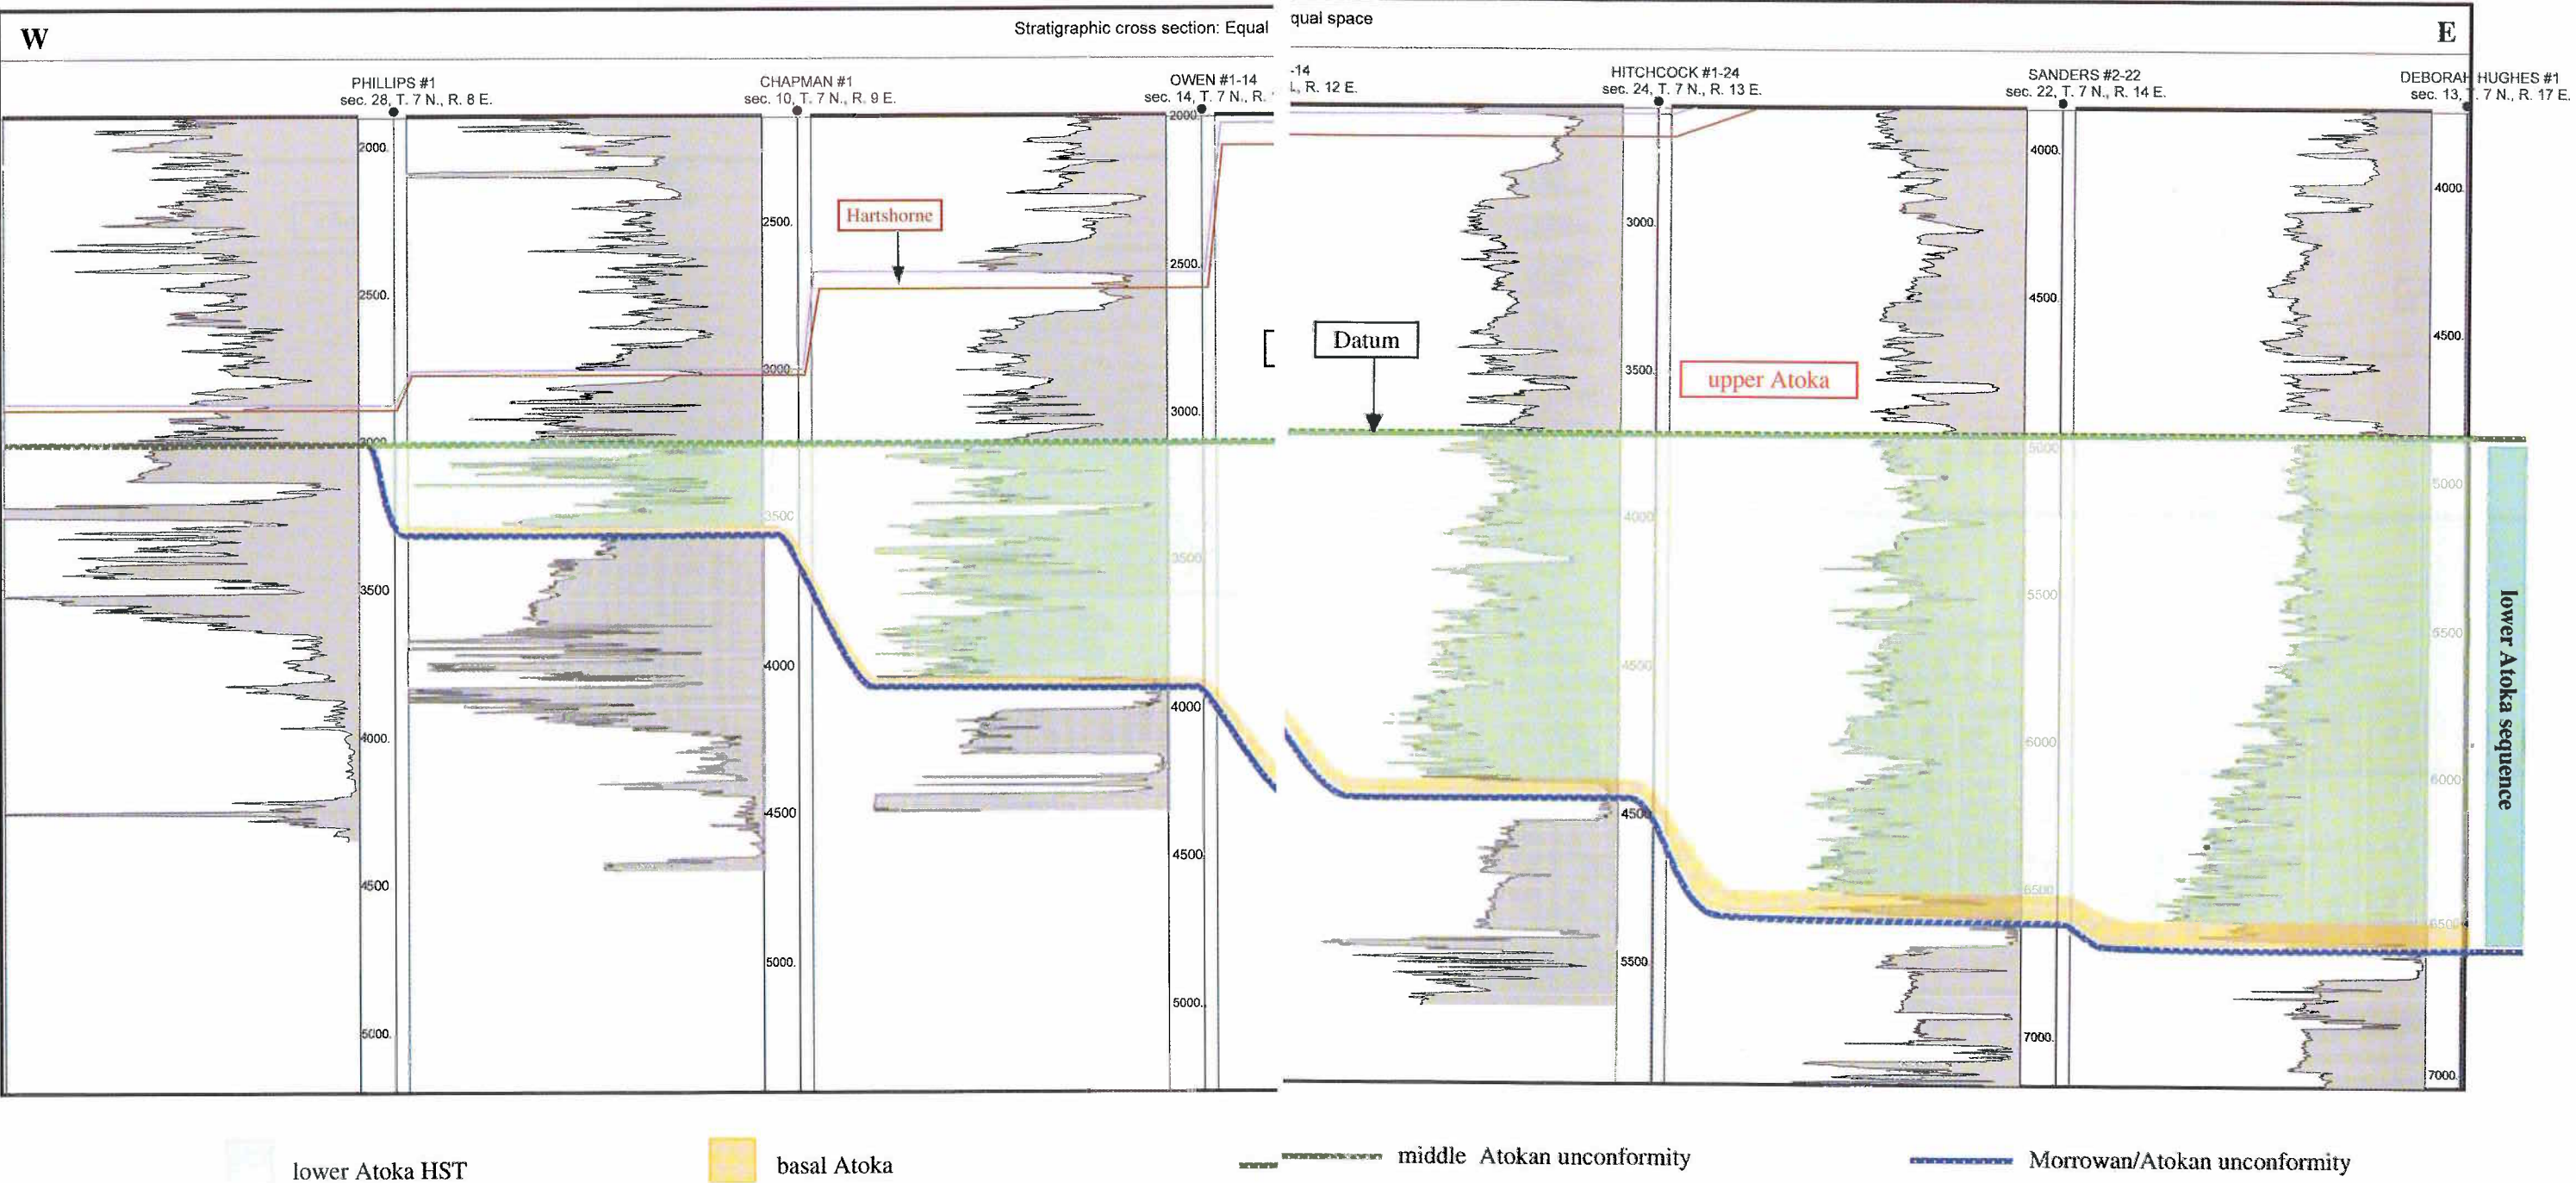 W
Stratigraphic cross section: Equal
qual space
E
PHILLIPS #1
sec. 28, T. 7 N., R. 8 E.
CHAPMAN #1
sec. 10, T. 7 N., R. 9 E.
OWEN #1-14
sec. 14, T. 7 N., R.
-14
, R. 12 E.
HITCHCOCK #1-24
sec. 24, T. 7 N., R. 13 E.
SANDERS #2-22
sec. 22, T. 7 N., R. 14 E.
DEBORAH HUGHES #1
sec. 13, T. 7 N., R. 17 E.
2000.
2500.
3000
3500
4000.
4500
5000.
2500.
3000
3500
4000
4500
5000.
2000
2500.
3000.
3500
4000
4500
5000.
3000.
3500.
4000
4500
4500
5500
4000.
4500.
5000
5500
6000
6500
7000.
4000
4500
5000
5500
6000
6500
7000.
Hartshorne
Datum
upper Atoka
lower Atoka sequence
lower Atoka HST
basal Atoka
middle Atokan unconformity
Morrowan/Atokan unconformity